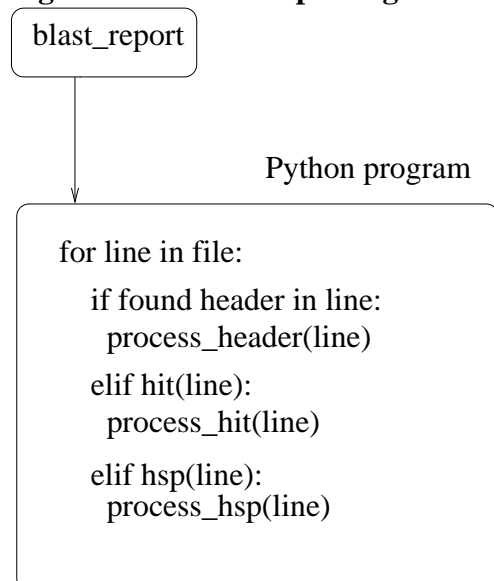 blast_report
Python program
for line in file:
if found header in line:
process_header(line)
elif hit(line):
process_hit(line)
elif hsp(line):
process_hsp(line)